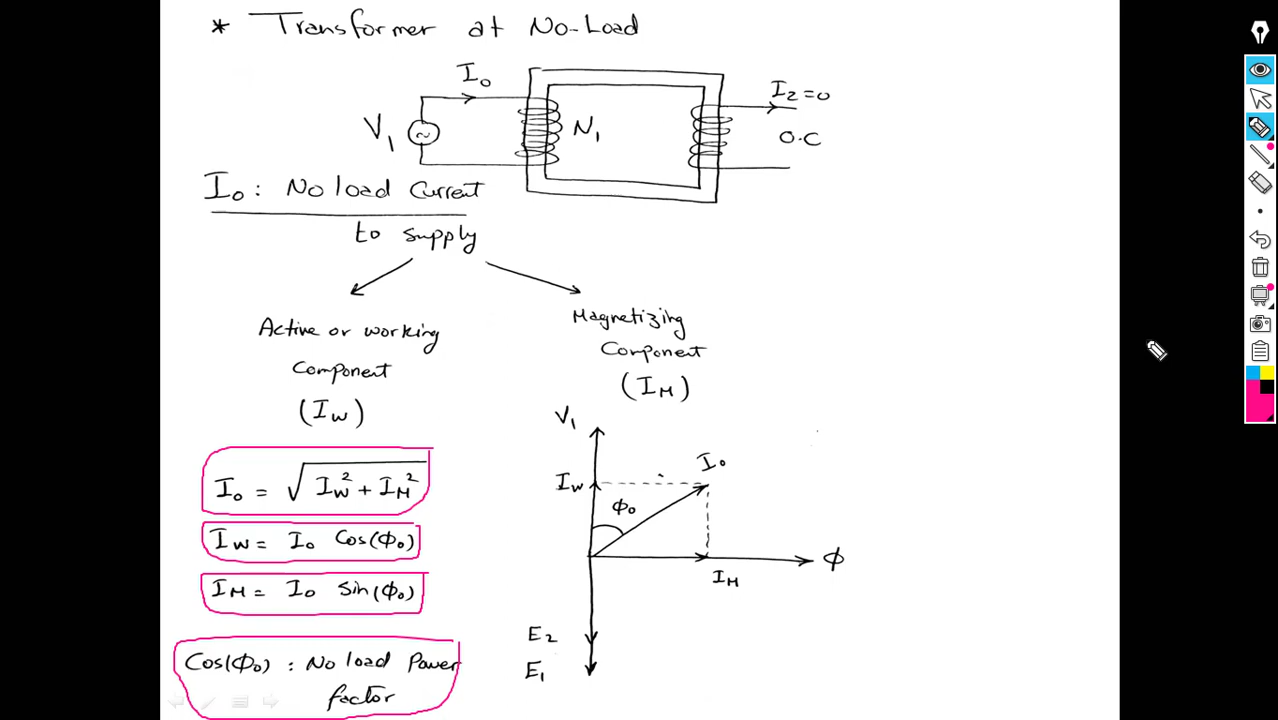 * Transformer at No-Load
I₀
I₂=0
V₁
N₁
O.C
I₀: No load Current
to supply
Active or working
Component
(I_W)
Magnetizing
Component
(I_M)
I₀ = √(I_W² + I_M²)
I_W = I₀ Cos(ϕ₀)
I_M = I₀ Sin(ϕ₀)
Cos(ϕ₀) : No load Power
factor
V₁
I_W
I₀
ϕ₀
ϕ
I_M
E₂
E₁